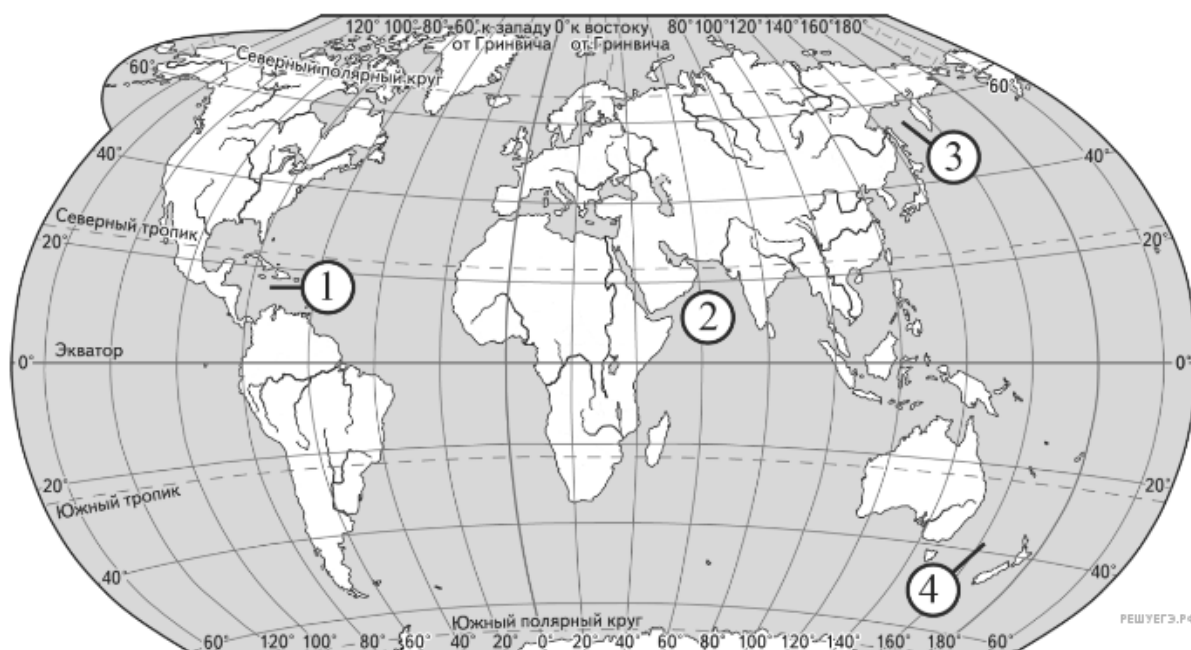 120° 100° 80° 60° к западу 0° к востоку 80° 100° 120° 140° 160° 180°
от Гринвича от Гринвича
Северный полярный круг
60° 60°
40° 40°
Северный тропик
20° 20°
1
2
3
Экватор
0° 0°
20° 20°
Южный тропик
40° 40°
4
Южный полярный круг
60° 120° 100° 80° 60° 40° 20° 0° 20° 40° 60° 80° 100° 120° 140° 160° 180° 60°
РЕШУЕГЭ.РФ